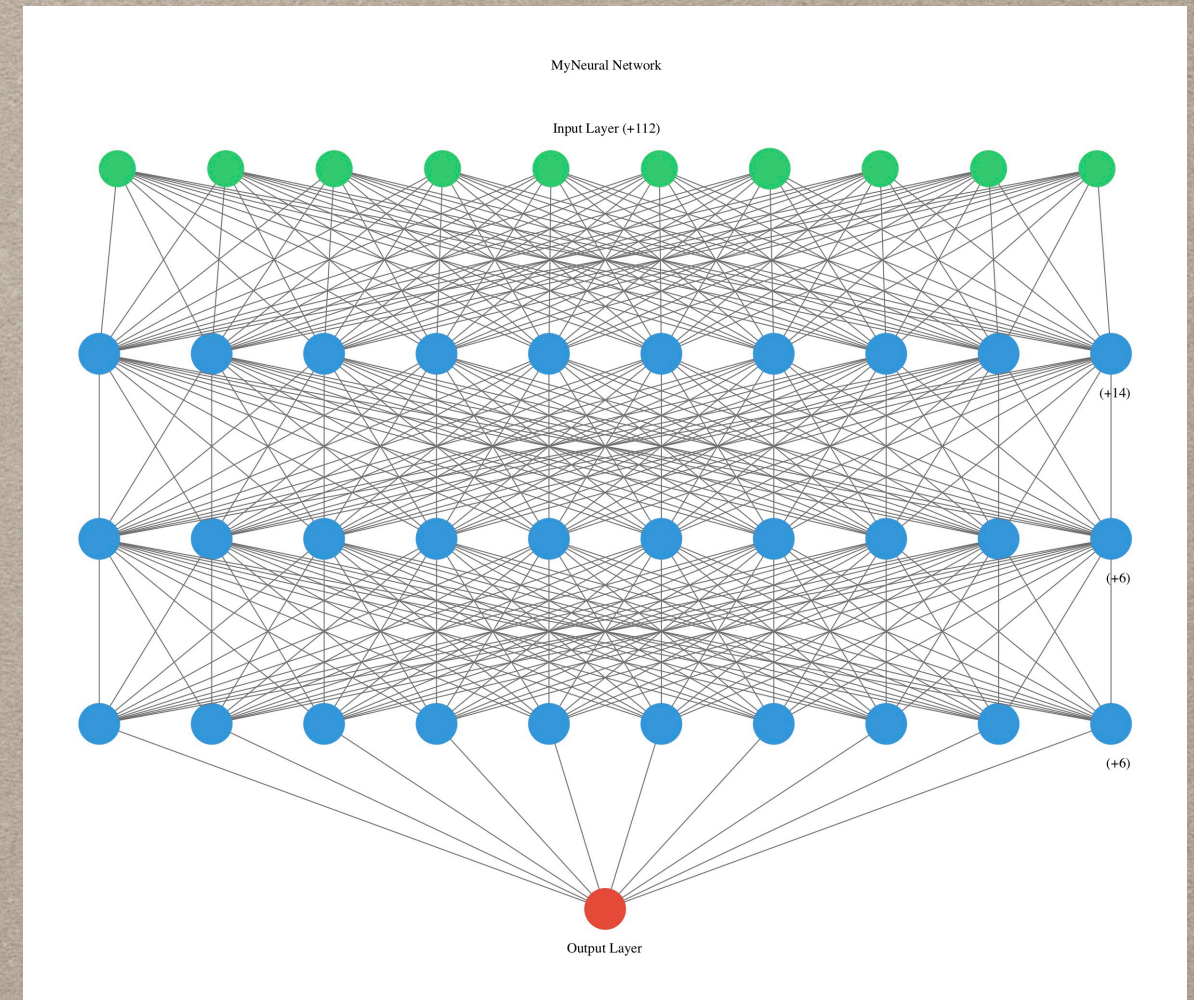 MyNeural Network
Input Layer (+112)
(+14)
(+6)
(+6)
Output Layer